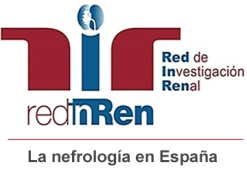 Red de
Investigación
Renal
redinRen
La nefrología en España